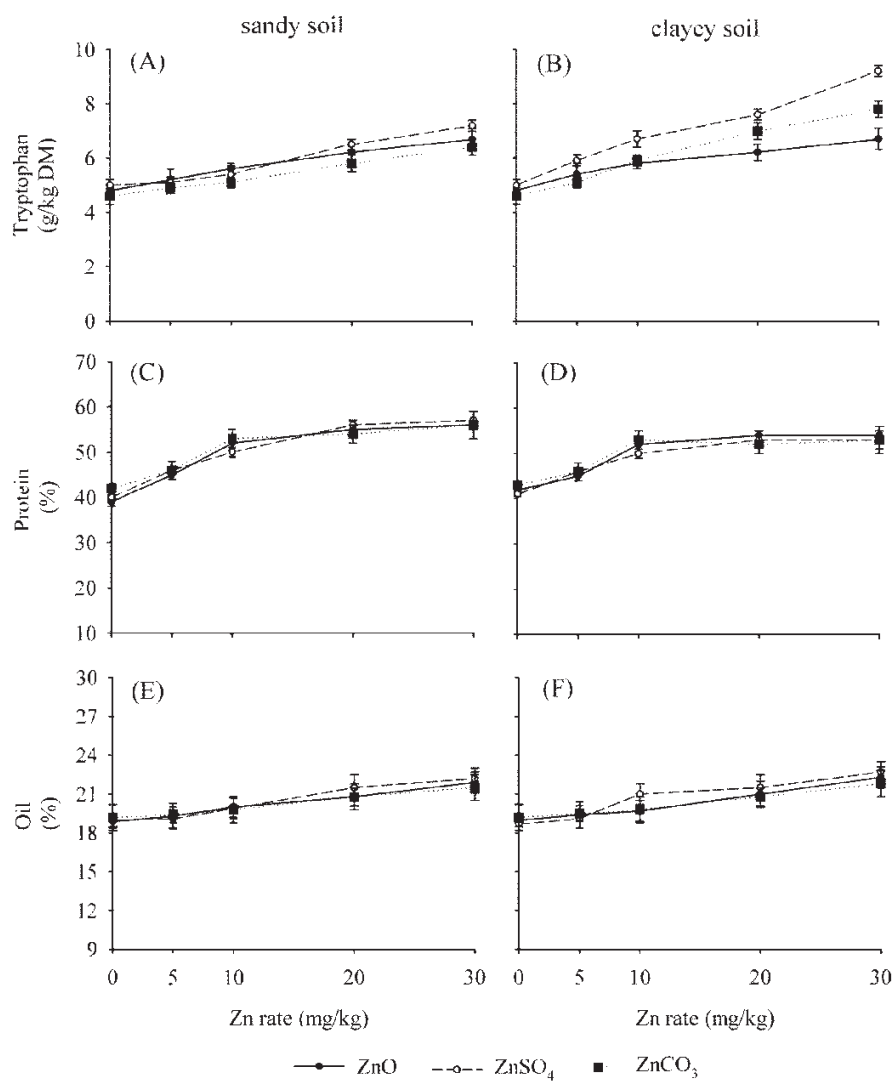 sandy soil
clayey soil
(A)
(B)
Tryptophan
(g/kg DM)
10
8
6
4
2
0
(C)
(D)
Protein
(%)
70
60
50
40
30
20
10
(E)
(F)
Oil
(%)
30
27
24
21
18
15
12
9
0 5 10 20 30
0 5 10 20 30
Zn rate (mg/kg)
Zn rate (mg/kg)
ZnO ZnSO4 ZnCO3